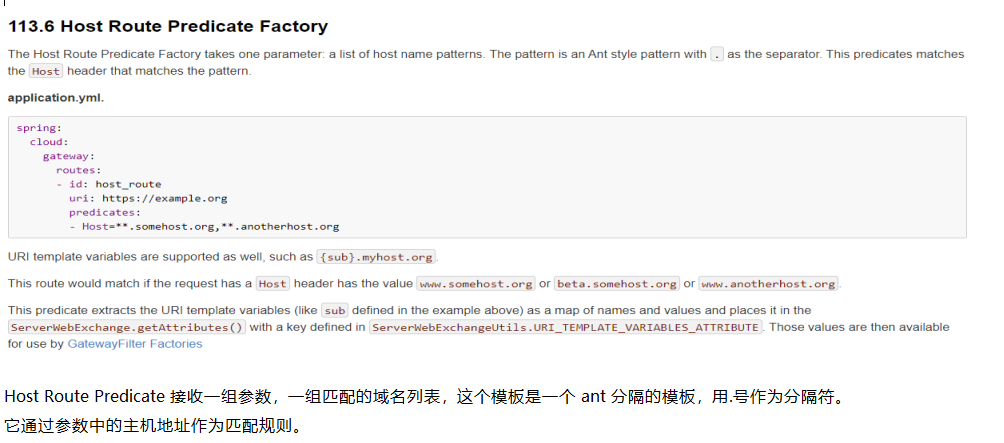 113.6 Host Route Predicate Factory
The Host Route Predicate Factory takes one parameter: a list of host name patterns. The pattern is an Ant style pattern with . as the separator. This predicates matches
the Host header that matches the pattern.
application.yml.
spring:
  cloud:
    gateway:
      routes:
      - id: host_route
        uri: https://example.org
        predicates:
        - Host=**.somehost.org,**.anotherhost.org
URI template variables are supported as well, such as {sub}.myhost.org.
This route would match if the request has a Host header has the value www.somehost.org or beta.somehost.org or www.anotherhost.org.
This predicate extracts the URI template variables (like sub defined in the example above) as a map of names and values and places it in the
ServerWebExchange.getAttributes() with a key defined in ServerWebExchangeUtils.URI_TEMPLATE_VARIABLES_ATTRIBUTE. Those values are then available
for use by GatewayFilter Factories
Host Route Predicate 接收一组参数，一组匹配的域名列表，这个模板是一个 ant 分隔的模板，用.号作为分隔符。
它通过参数中的主机地址作为匹配规则。